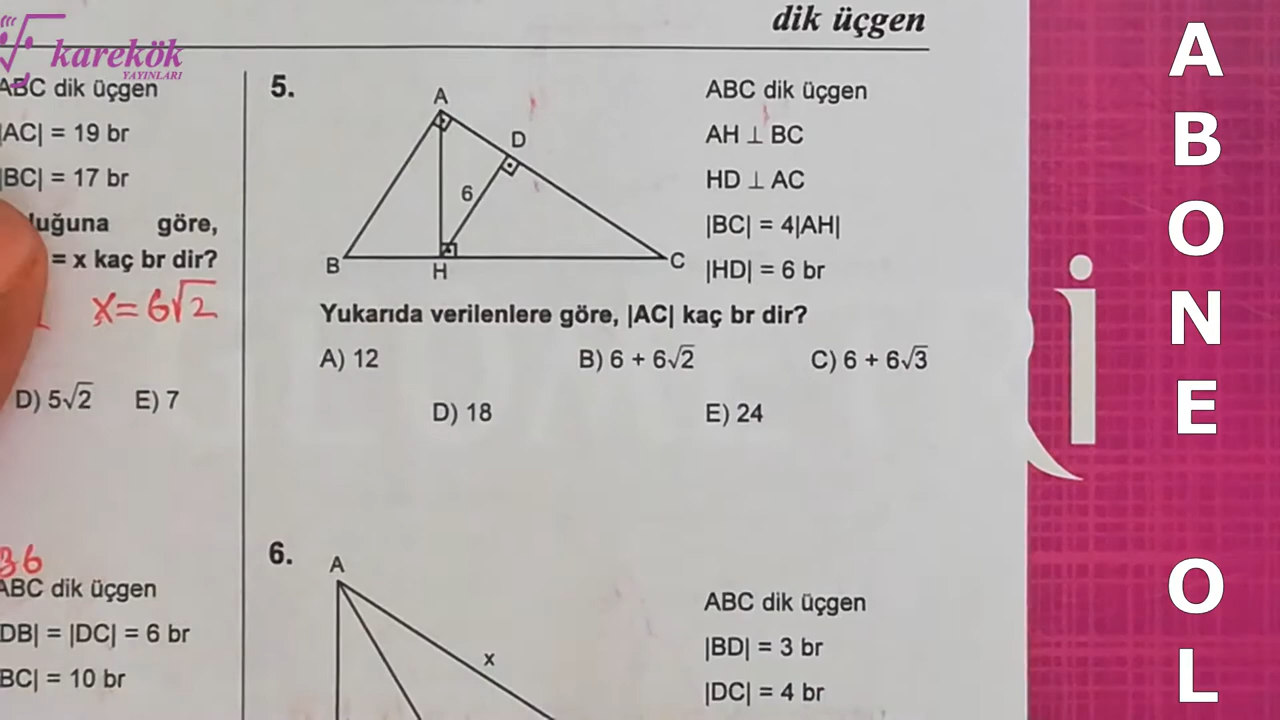 dik üçgen
karekök
YAYINLARI
ABC dik üçgen
|AC| = 19 br
|BC| = 17 br
göre,
= x kaç br dir?
x = 6√2
D) 5√2 E) 7
36
ABC dik üçgen
|DB| = |DC| = 6 br
|BC| = 10 br
5.
A
D
6
B
H
C
ABC dik üçgen
AH ⊥ BC
HD ⊥ AC
|BC| = 4|AH|
|HD| = 6 br
Yukarıda verilenlere göre, |AC| kaç br dir?
A) 12 B) 6 + 6√2 C) 6 + 6√3
D) 18 E) 24
6.
A
x
ABC dik üçgen
|BD| = 3 br
|DC| = 4 br
A
B
O
N
E
O
L